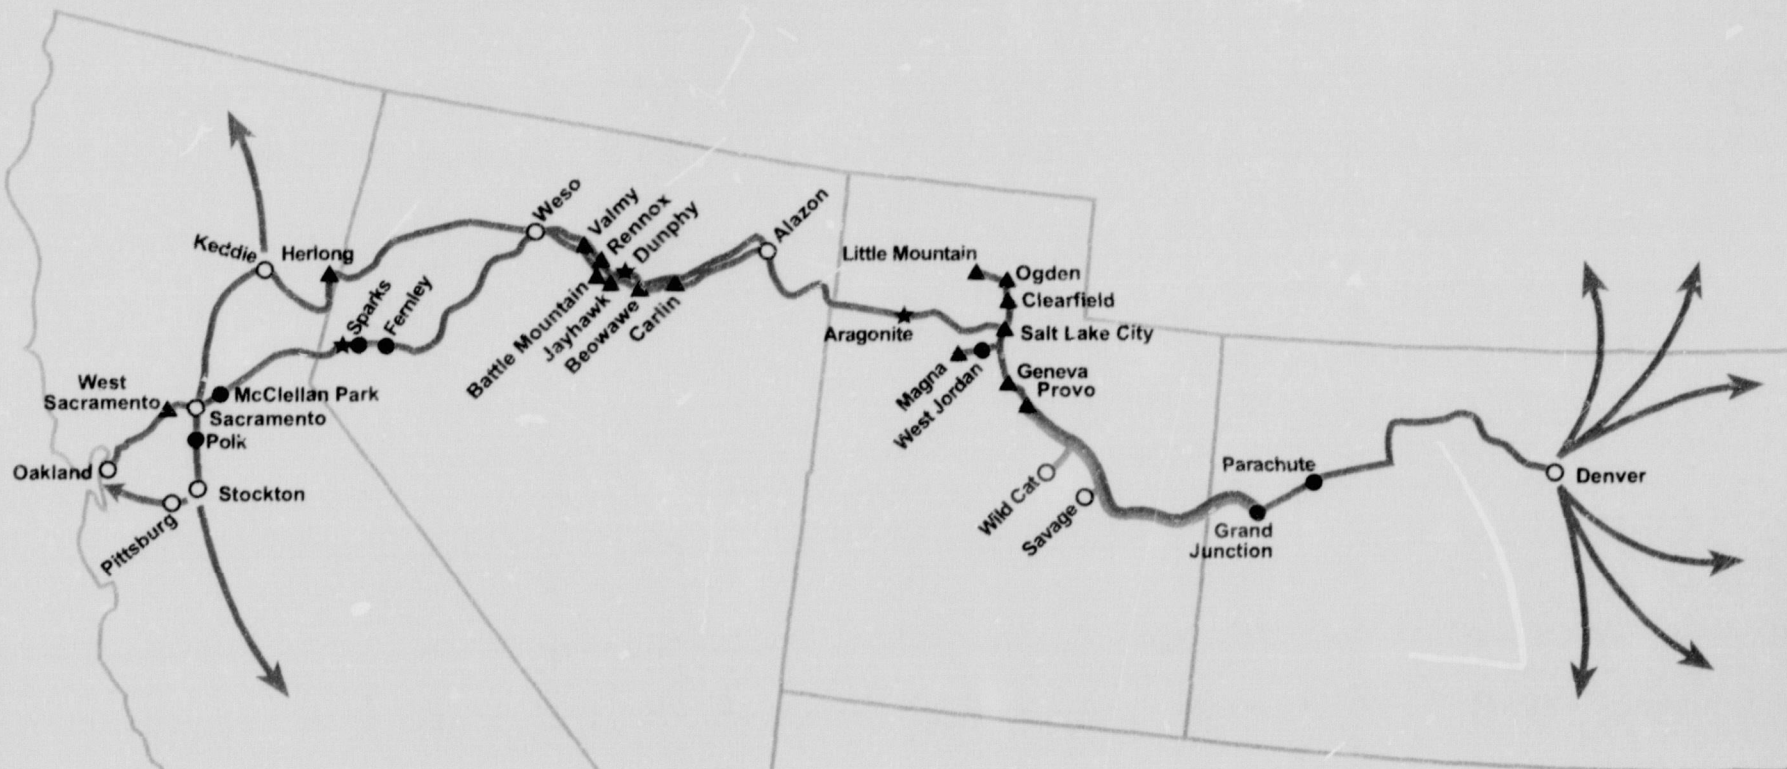 Keddie
Herlong
Weso
Valmy
Rennox
Dunphy
Alazon
Sparks
Fernley
Battle Mountain
Jayhawk
Beowawe
Carlin
Little Mountain
Ogden
Clearfield
Aragonite
Salt Lake City
Magna
West Jordan
Geneva
Provo
West
Sacramento
McClellan Park
Sacramento
Polk
Oakland
Stockton
Pittsburg
Wild Cat
Savage
Parachute
Grand
Junction
Denver